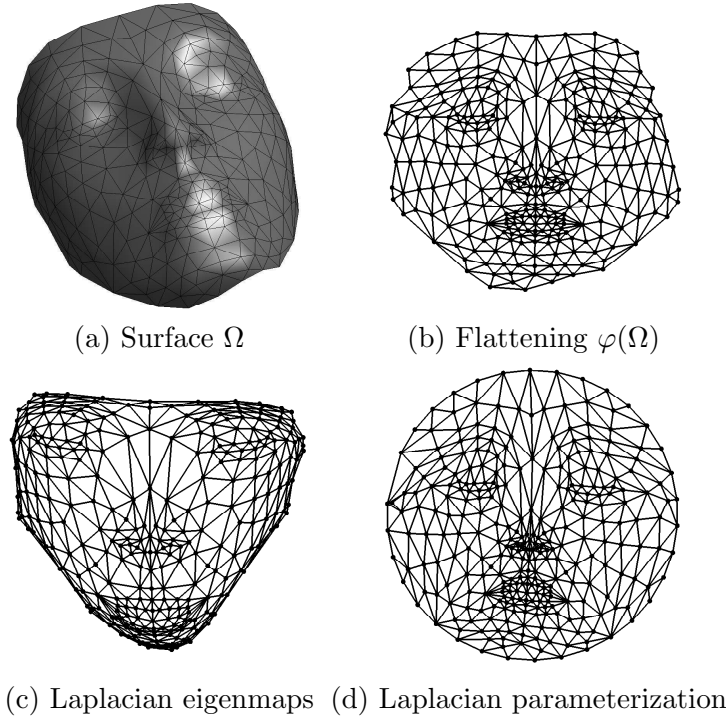 (a) Surface Ω
(b) Flattening φ(Ω)
(c) Laplacian eigenmaps
(d) Laplacian parameterization